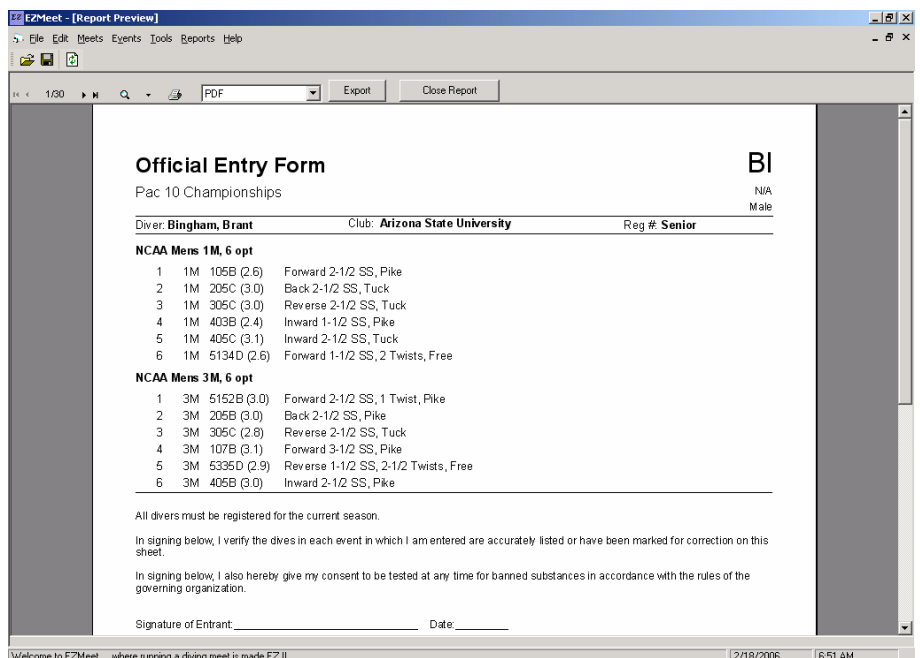 EZ EZMeet - [Report Preview]
File Edit Meets Events Tools Reports Help
1/30 PDF Export Close Report
Official Entry Form BI
Pac 10 Championships N/A
Male
Diver: Bingham, Brant Club: Arizona State University Reg #: Senior
NCAA Mens 1M, 6 opt
1 1M 105B (2.6) Forward 2-1/2 SS, Pike
2 1M 205C (3.0) Back 2-1/2 SS, Tuck
3 1M 305C (3.0) Reverse 2-1/2 SS, Tuck
4 1M 403B (2.4) Inward 1-1/2 SS, Pike
5 1M 405C (3.1) Inward 2-1/2 SS, Tuck
6 1M 5134D (2.6) Forward 1-1/2 SS, 2 Twists, Free
NCAA Mens 3M, 6 opt
1 3M 5152B (3.0) Forward 2-1/2 SS, 1 Twist, Pike
2 3M 205B (3.0) Back 2-1/2 SS, Pike
3 3M 305C (2.8) Reverse 2-1/2 SS, Tuck
4 3M 107B (3.1) Forward 3-1/2 SS, Pike
5 3M 5335D (2.9) Reverse 1-1/2 SS, 2-1/2 Twists, Free
6 3M 405B (3.0) Inward 2-1/2 SS, Pike
All divers must be registered for the current season.
In signing below, I verify the dives in each event in which I am entered are accurately listed or have been marked for correction on this
sheet.
In signing below, I also hereby give my consent to be tested at any time for banned substances in accordance with the rules of the
governing organization.
Signature of Entrant: Date:
Welcome to EZMeet ... where running a diving meet is made EZ !! 2/18/2006 6:51 AM